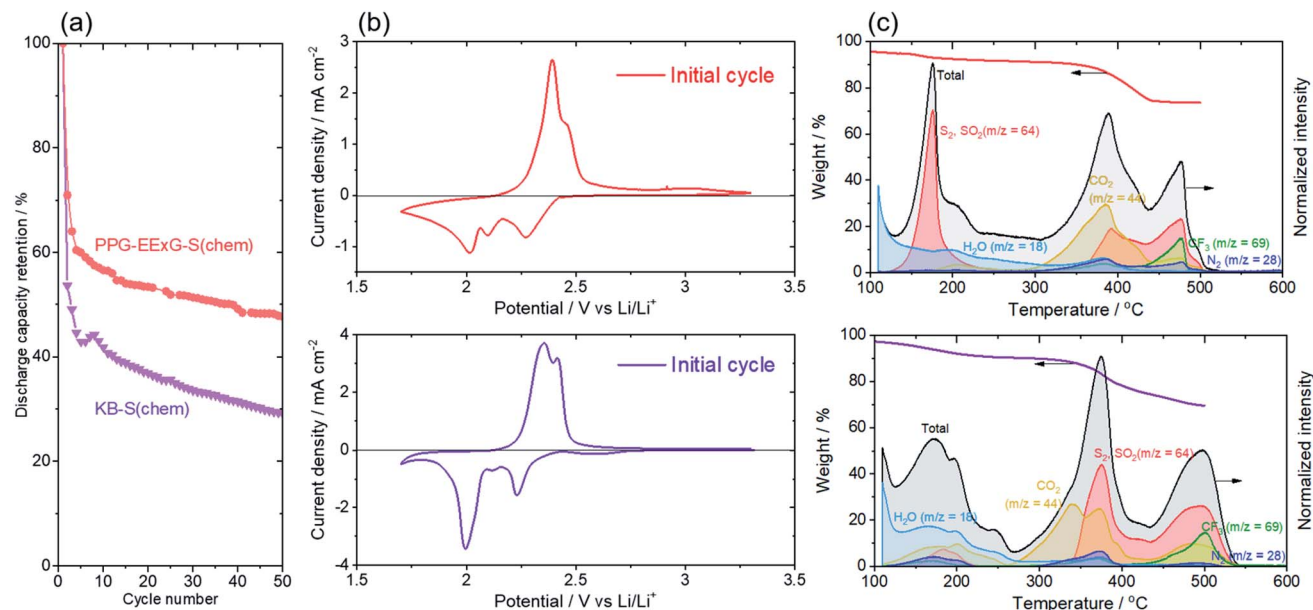 (a)
Discharge capacity retention / %
100
80
60
40
20
0
PPG-EExG-S(chem)
KB-S(chem)
0
10
20
30
40
50
Cycle number
(b)
Current density / mA cm⁻²
3
2
1
0
-1
-2
Initial cycle
2
2.5
3
3.5
Potential / V vs Li/Li⁺
Current density / mA cm⁻²
4
3
2
1
0
-1
-2
-3
-4
Initial cycle
2
2.5
3
3.5
Potential / V vs Li/Li⁺
(c)
Weight / %
100
80
60
40
20
0
Total
S₂, SO₂(m/z = 64)
CO₂
(m/z = 44)
H₂O (m/z = 18)
CF₃ (m/z = 69)
N₂ (m/z = 28)
Normalized intensity
100
200
300
400
500
600
Temperature / °C
Weight / %
100
80
60
40
20
0
Total
S₂, SO₂(m/z = 64)
CO₂
(m/z = 44)
H₂O (m/z = 18)
CF₃ (m/z = 69)
N₂ (m/z = 28)
Normalized intensity
100
200
300
400
500
600
Temperature / °C